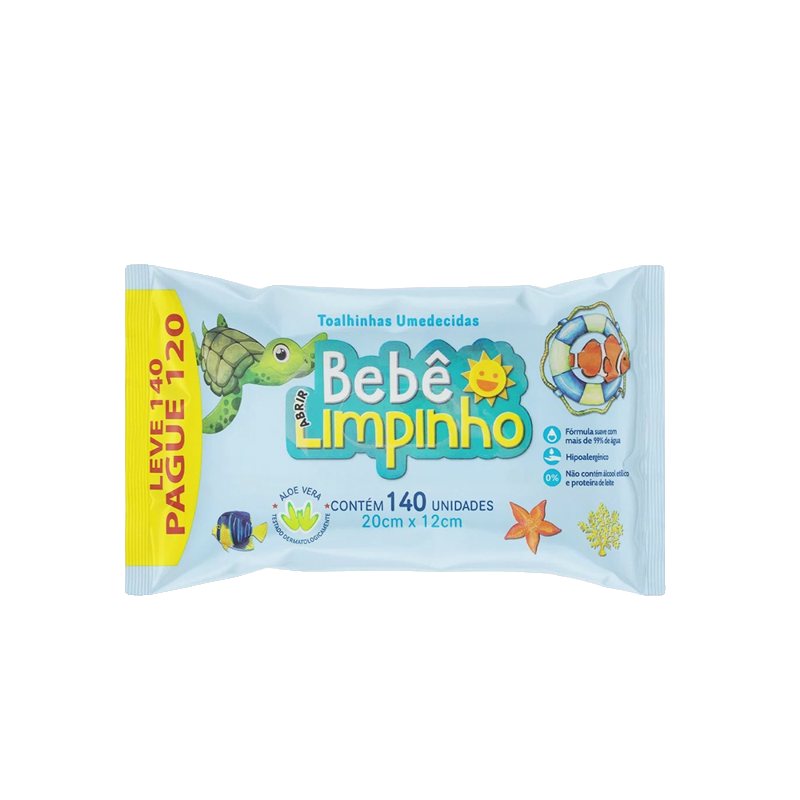 LEVE 140
PAGUE 120
Toalhinhas Umedecidas
Bebê
LIMPINHO
ABRIR
ALOE VERA
TESTADO DERMATOLOGICAMENTE
CONTÉM 140 UNIDADES
20cm x 12cm
Fórmula suave com
mais de 99% de água
Hipoalergênico
0%
Não contém álcool etílico
e proteína de leite